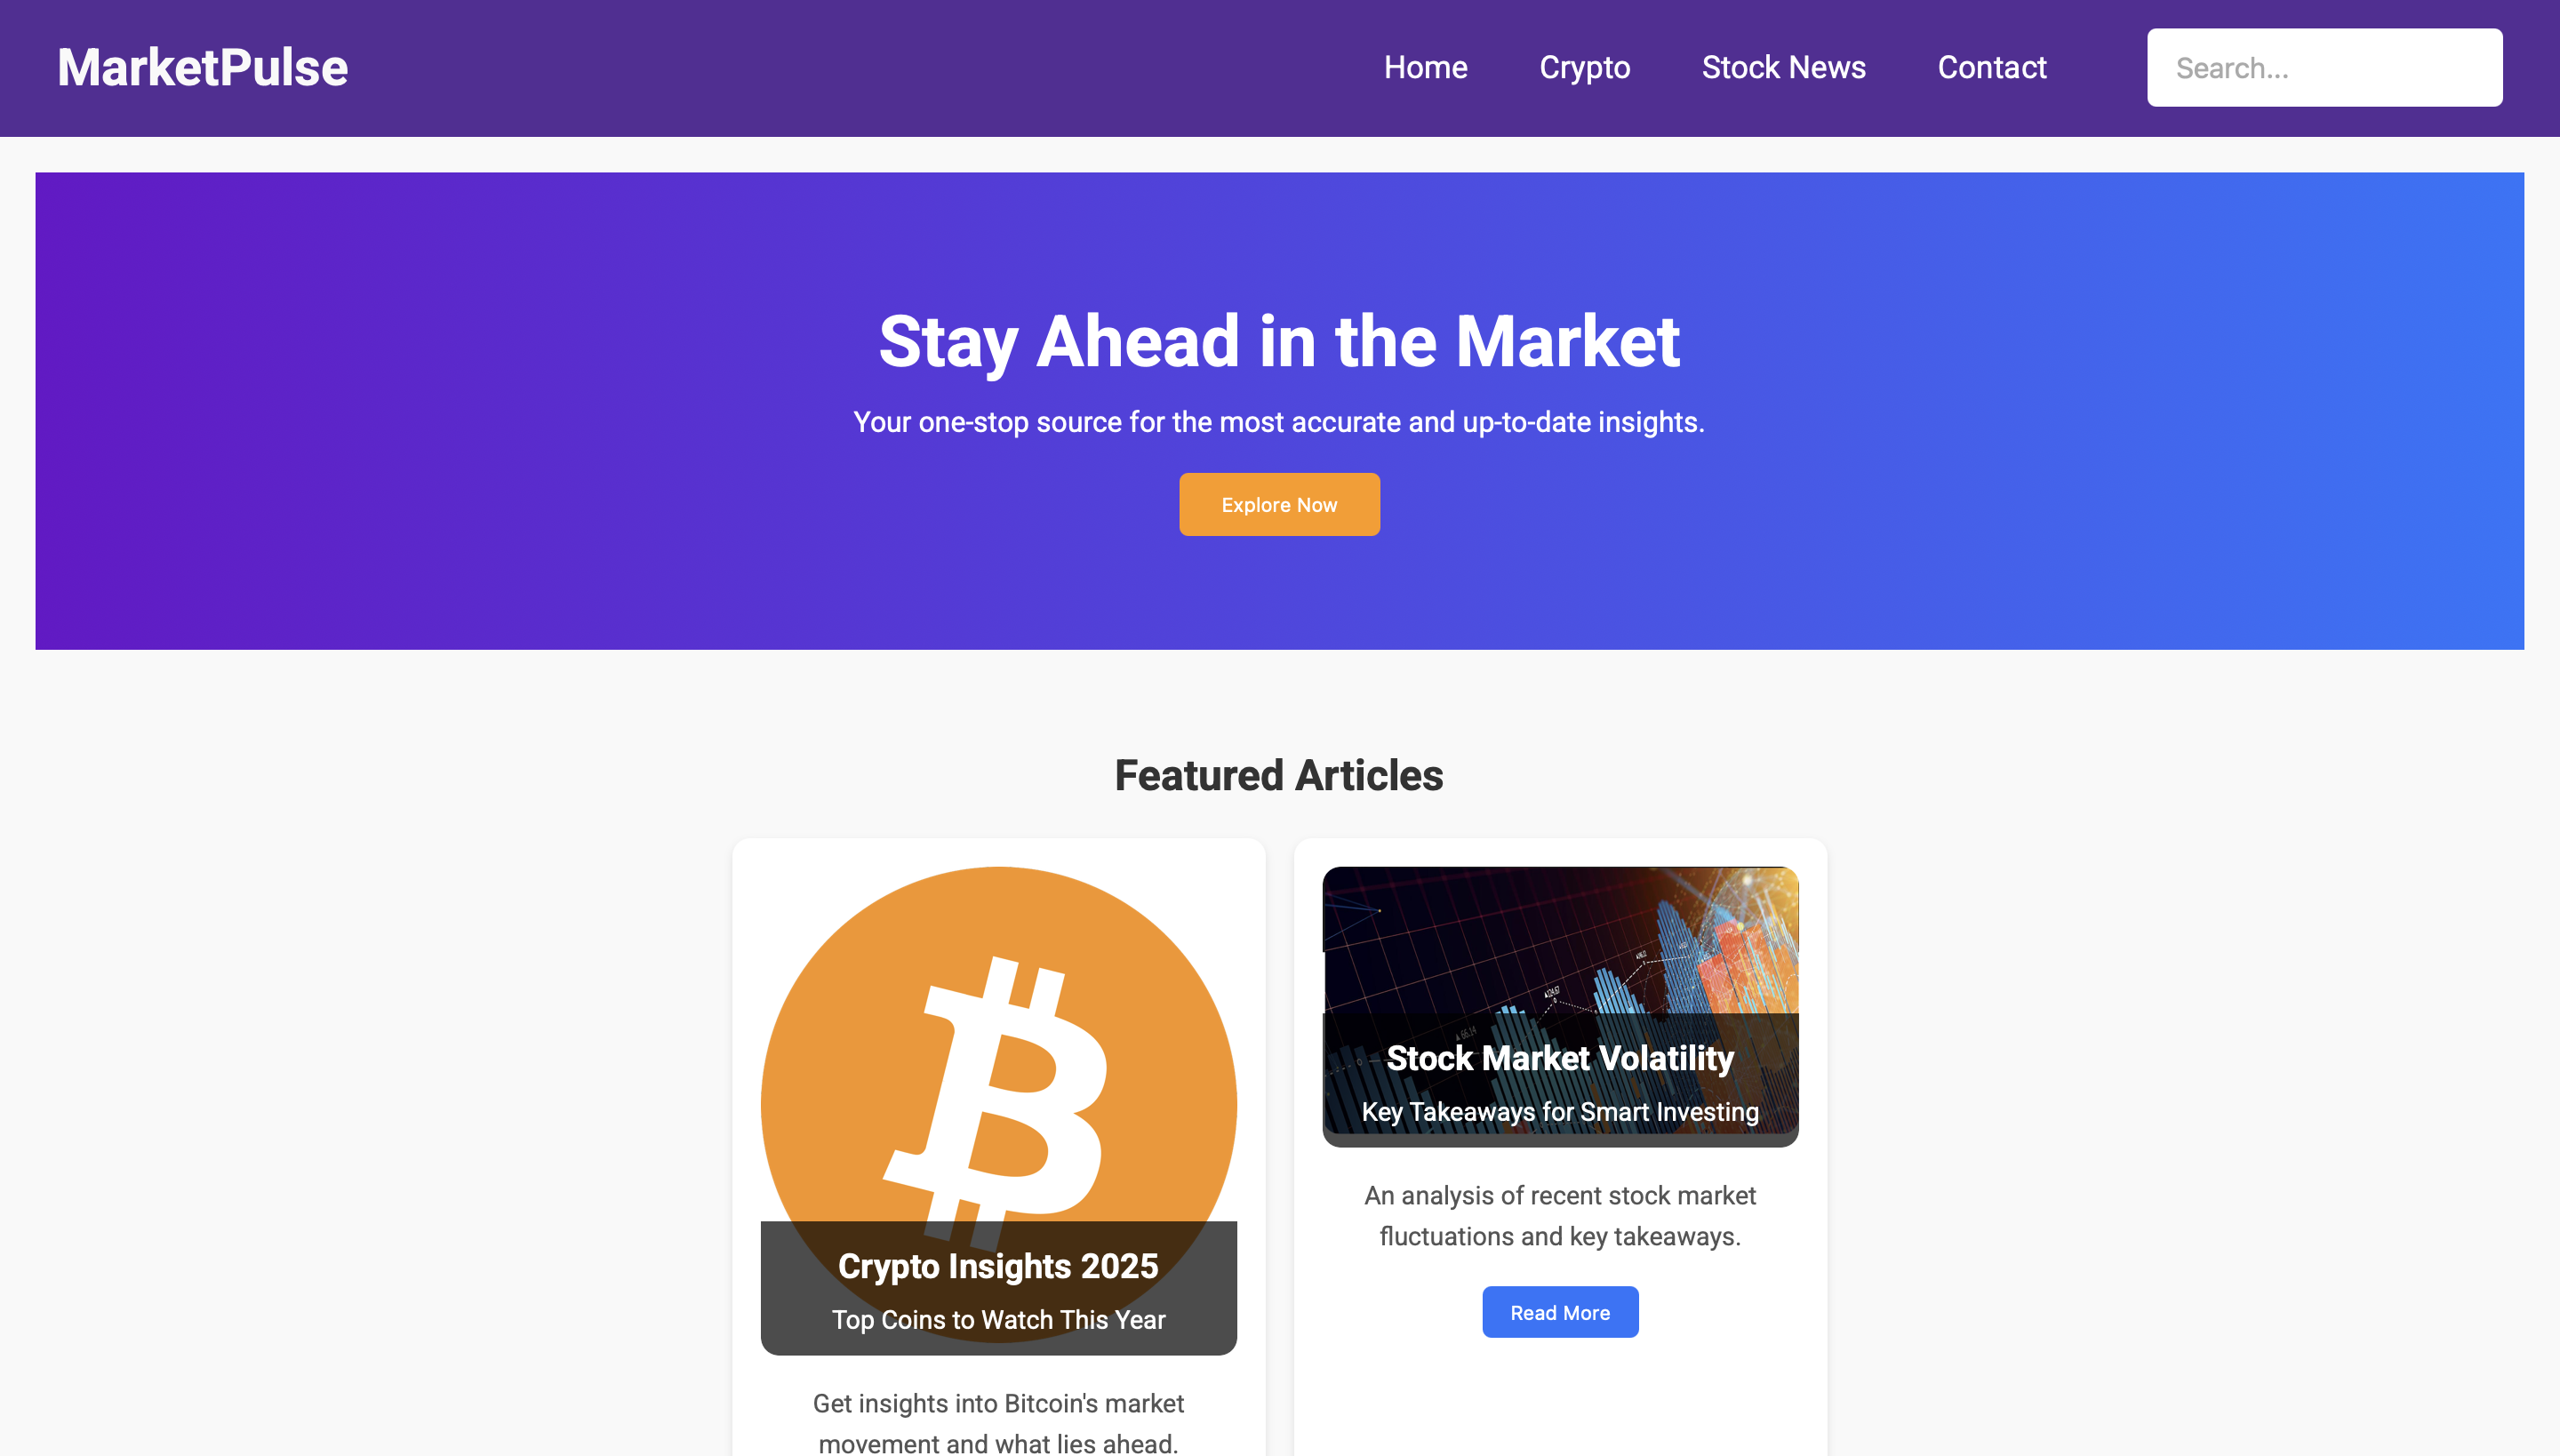 MarketPulse
Home
Crypto
Stock News
Contact
Search...
Stay Ahead in the Market
Your one-stop source for the most accurate and up-to-date insights.
Explore Now
Featured Articles
Crypto Insights 2025
Top Coins to Watch This Year
Get insights into Bitcoin's market
movement and what lies ahead.
Stock Market Volatility
Key Takeaways for Smart Investing
An analysis of recent stock market
fluctuations and key takeaways.
Read More